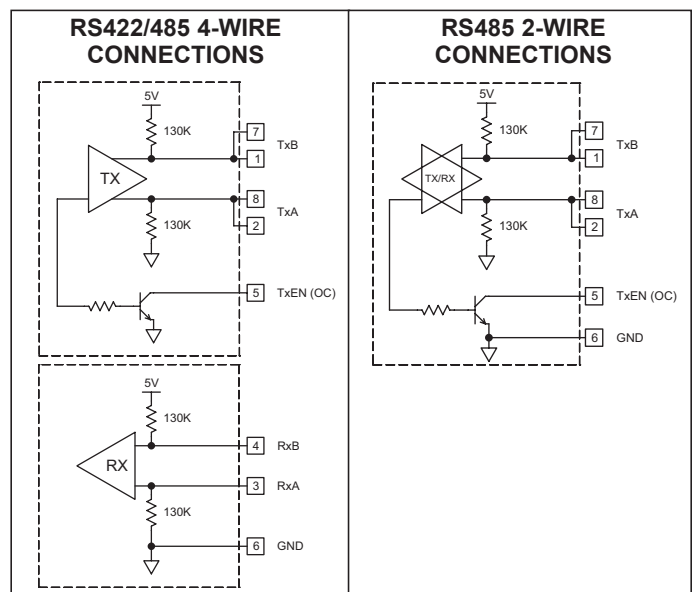 RS422/485 4-WIRE
CONNECTIONS
5V
130K
7
TxB
1
TX
8
TxA
130K
2
5
TxEN (OC)
5V
130K
4
RxB
RX
3
RxA
130K
6
GND
RS485 2-WIRE
CONNECTIONS
5V
130K
7
TxB
1
TX/RX
8
TxA
130K
2
5
TxEN (OC)
6
GND